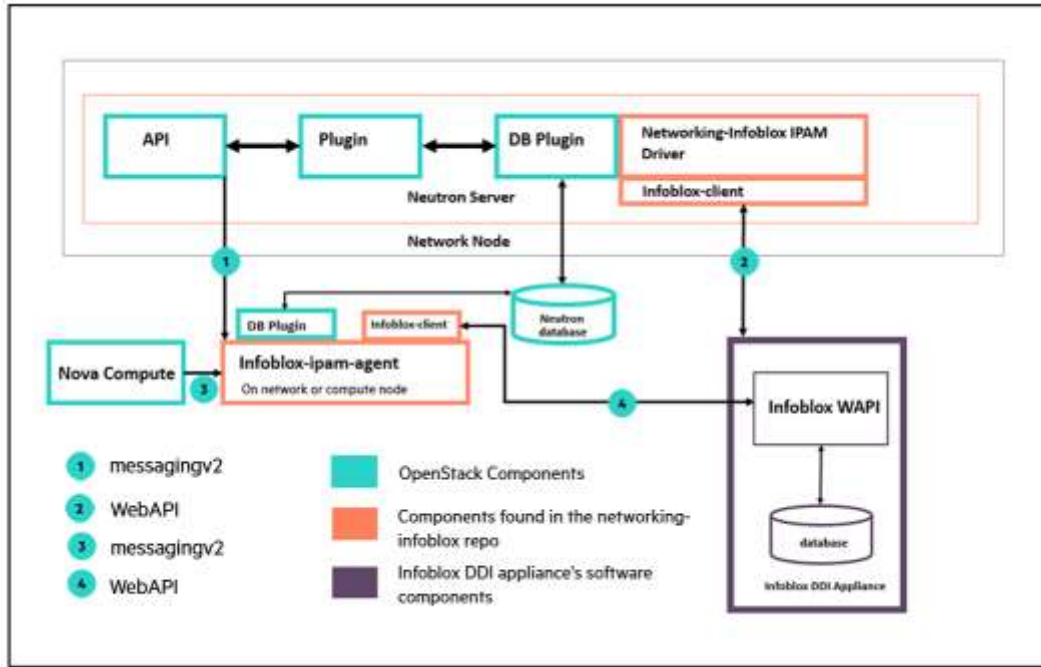 API
Plugin
DB Plugin
Networking-Infoblox IPAM
Driver
Infoblox-client
Neutron Server
Network Node
1
2
DB Plugin
Infoblox-client
Neutron
database
Nova Compute
3
Infoblox-ipam-agent
On network or compute node
4
Infoblox WAPI
database
Infoblox DDI Appliance
1 messagingv2
2 WebAPI
3 messagingv2
4 WebAPI
OpenStack Components
Components found in the networking-
infoblox repo
Infoblox DDI appliance's software
components